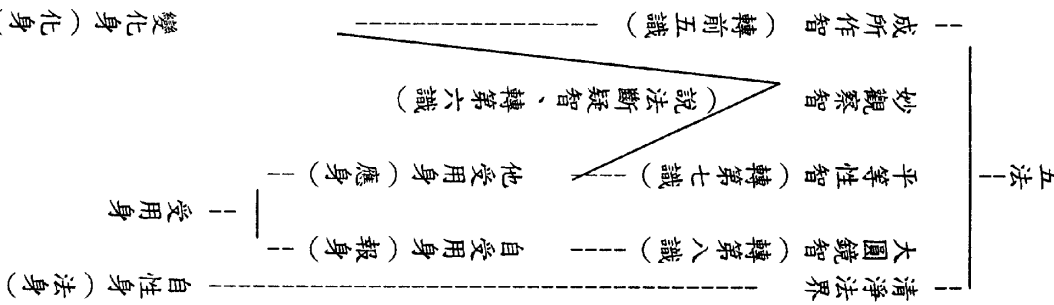 五法
清淨法界 自性身（法身）
大圓鏡智（轉第八識） 自受用身（報身）
受用身
平等性智（轉第七識） 他受用身（應身）
妙觀察智（說法斷疑智、轉第六識）
成所作智（轉前五識） 變化身（化身）